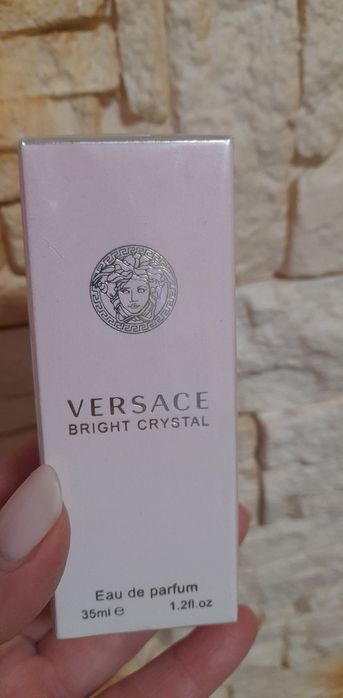 VERSACE
BRIGHT CRYSTAL
Eau de parfum
35ml e 1.2fl.oz